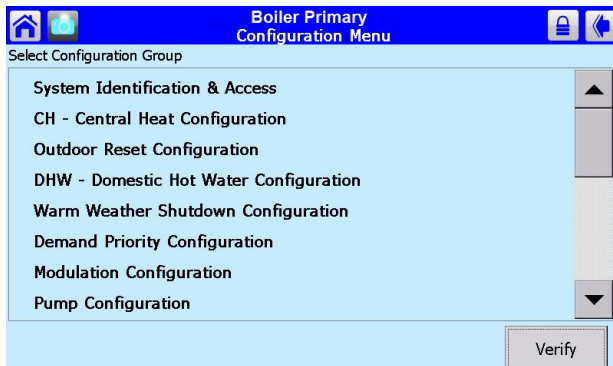 Boiler Primary
Configuration Menu
Select Configuration Group
System Identification & Access
CH - Central Heat Configuration
Outdoor Reset Configuration
DHW - Domestic Hot Water Configuration
Warm Weather Shutdown Configuration
Demand Priority Configuration
Modulation Configuration
Pump Configuration
Verify